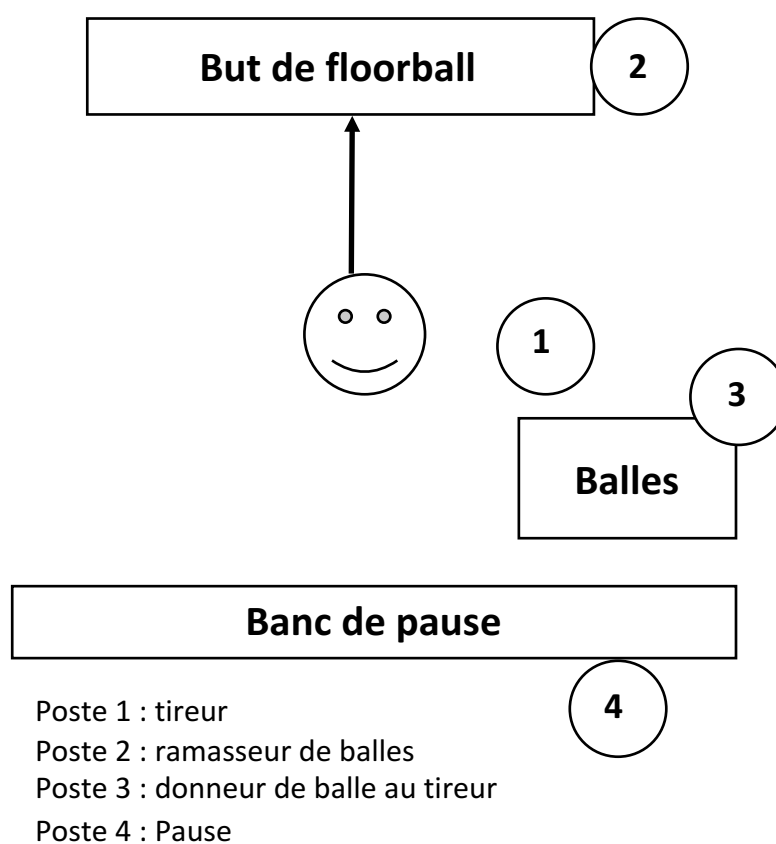 But de floorball
2
1
3
Balles
Banc de pause
4
Poste 1 : tireur
Poste 2 : ramasseur de balles
Poste 3 : donneur de balle au tireur
Poste 4 : Pause